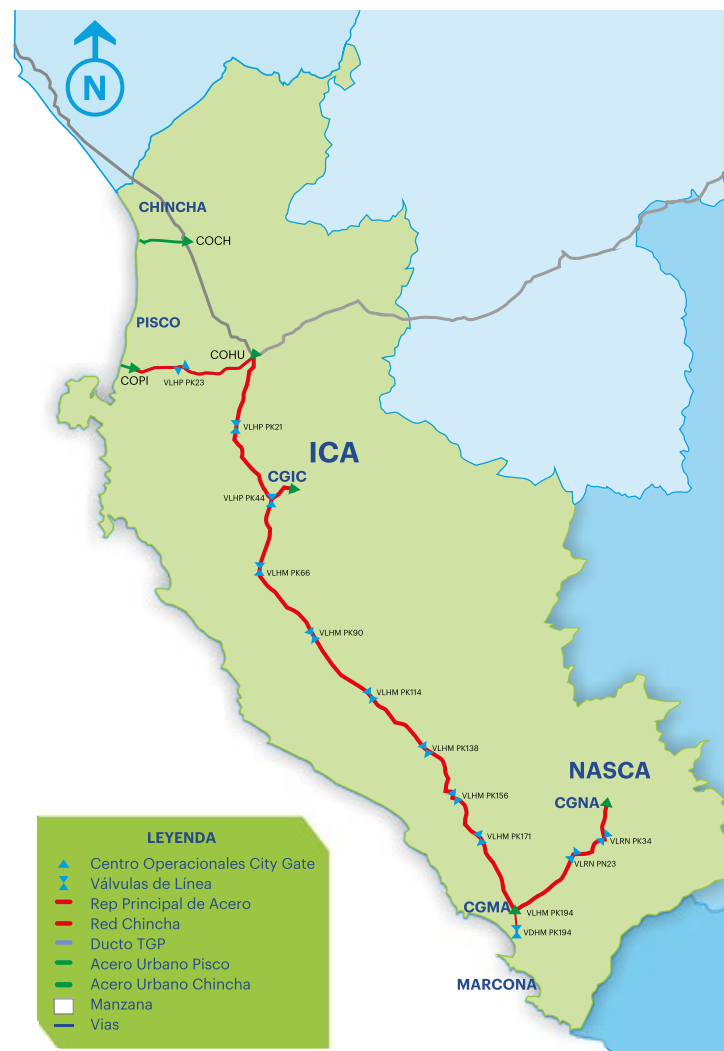 N
CHINCHA
COCH
PISCO
COHU
COPI
VLHP PK23
VLHP PK21
ICA
CGIC
VLHP PK44
VLHM PK66
VLHM PK90
VLHM PK114
VLHM PK138
NASCA
VLHM PK156
CGNA
VLHM PK171
VLRN PK34
VLRN PN23
CGMA
VLHM PK194
VDHM PK194
MARCONA
LEYENDA
Centro Operacionales City Gate
Válvulas de Línea
Rep Principal de Acero
Red Chincha
Ducto TGP
Acero Urbano Pisco
Acero Urbano Chincha
Manzana
Vias